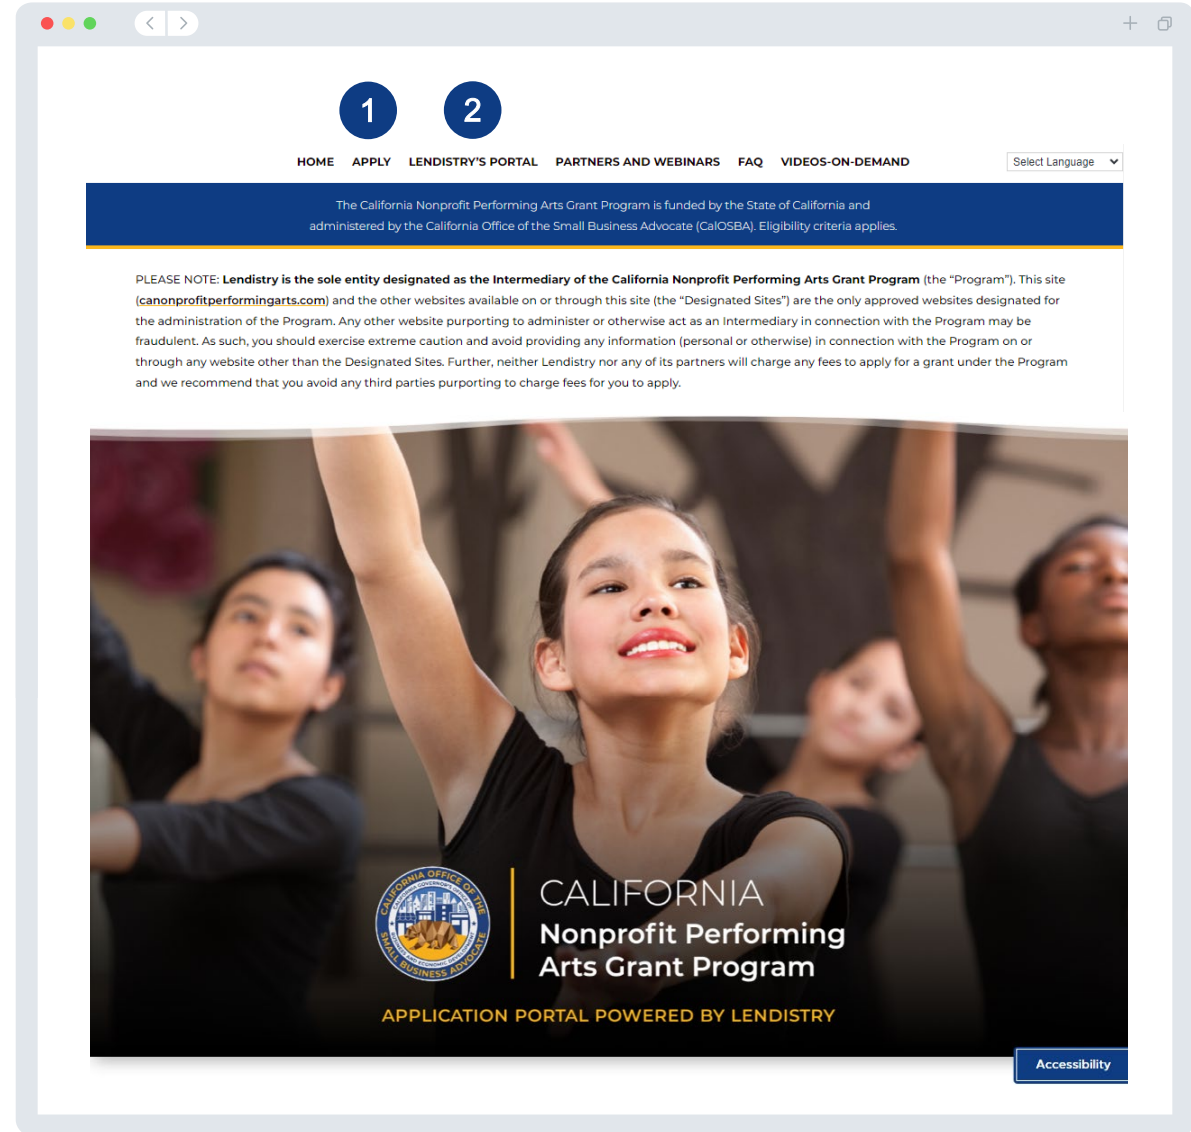 1 2
HOME APPLY LENDISTRY'S PORTAL PARTNERS AND WEBINARS FAQ VIDEOS-ON-DEMAND Select Language
The California Nonprofit Performing Arts Grant Program is funded by the State of California and
administered by the California Office of the Small Business Advocate (CalOSBA). Eligibility criteria applies.
PLEASE NOTE: Lendistry is the sole entity designated as the Intermediary of the California Nonprofit Performing Arts Grant Program (the “Program”). This site
(canonprofitperformingarts.com) and the other websites available on or through this site (the “Designated Sites”) are the only approved websites designated for
the administration of the Program. Any other website purporting to administer or otherwise act as an Intermediary in connection with the Program may be
fraudulent. As such, you should exercise extreme caution and avoid providing any information (personal or otherwise) in connection with the Program on or
through any website other than the Designated Sites. Further, neither Lendistry nor any of its partners will charge any fees to apply for a grant under the Program
and we recommend that you avoid any third parties purporting to charge fees for you to apply.
CALIFORNIA OFFICE OF THE
SMALL BUSINESS ADVOCATE
CALIFORNIA
Nonprofit Performing
Arts Grant Program
APPLICATION PORTAL POWERED BY LENDISTRY
Accessibility